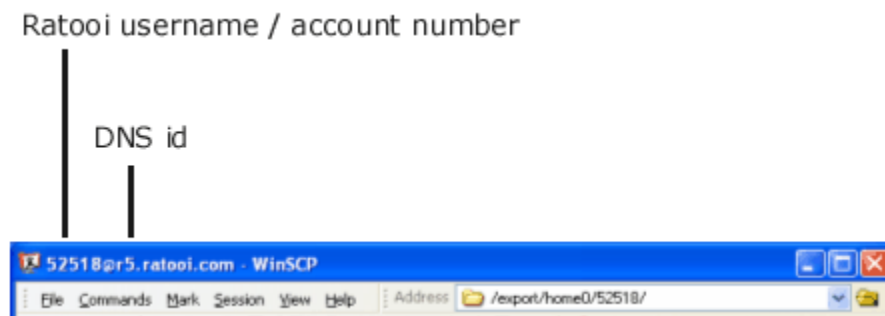 Ratooi username / account number
DNS id
52518@r5.ratooi.com - WinSCP
File Commands Mark Session View Help Address /export/home0/52518/